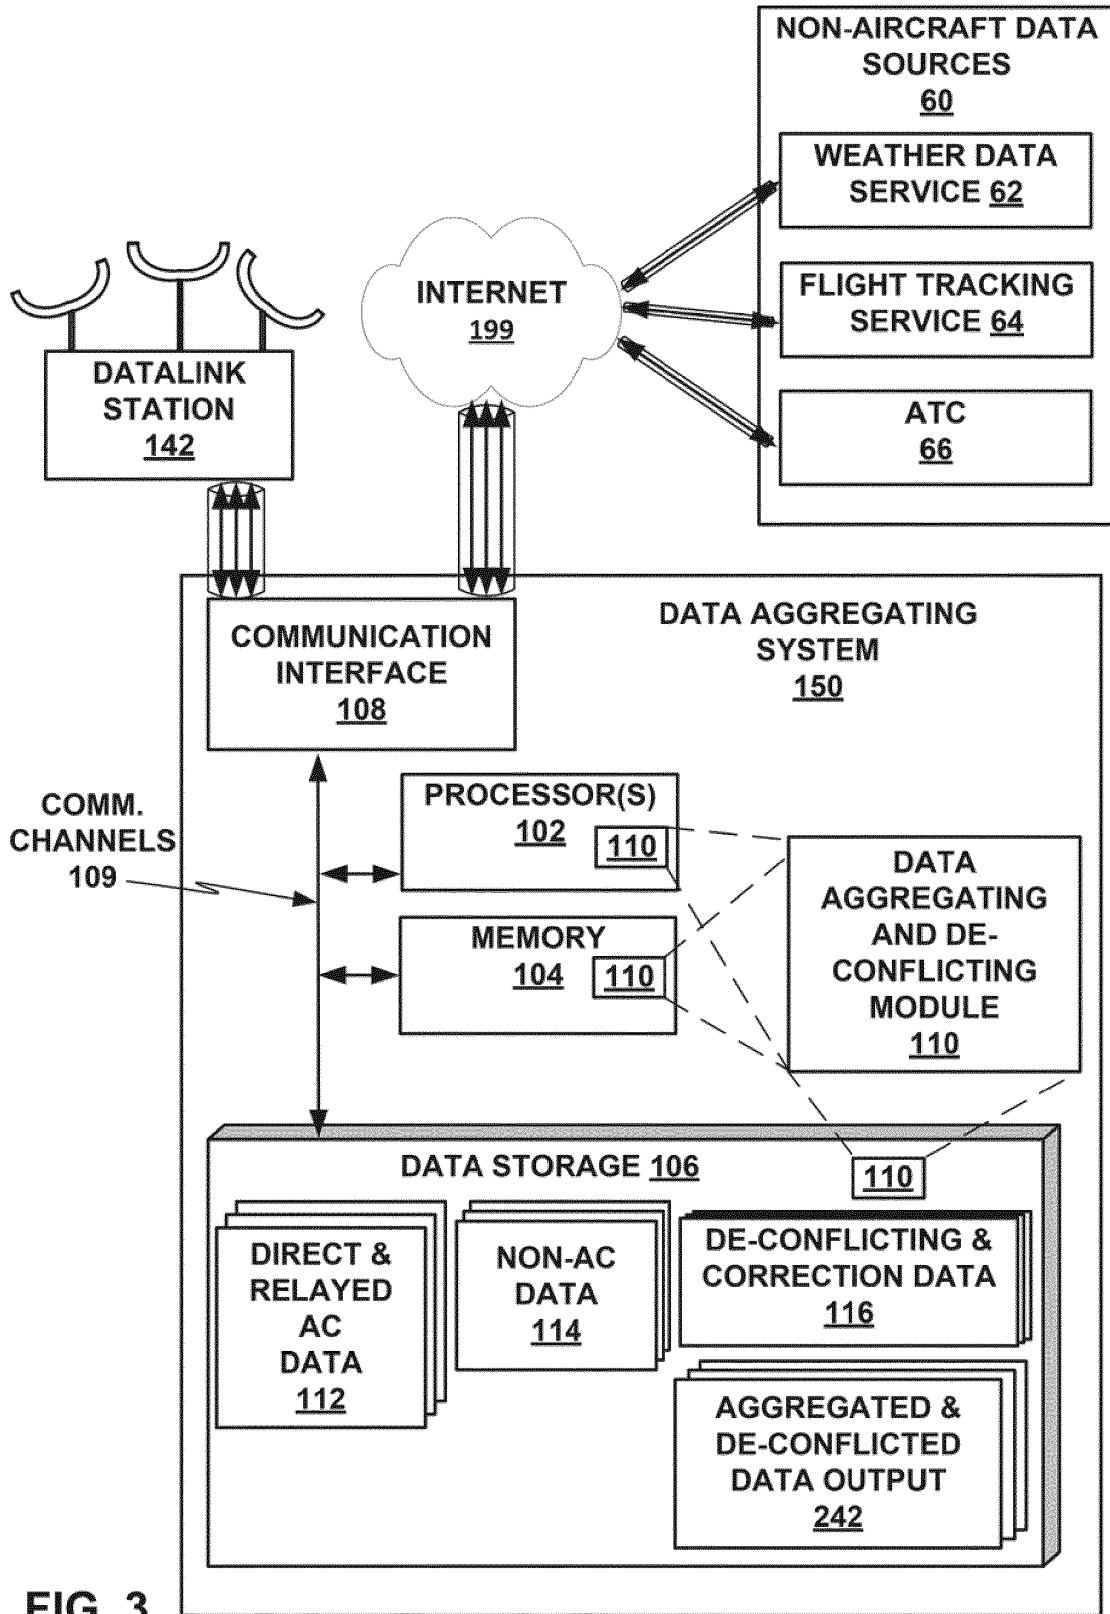 NON-AIRCRAFT DATA
SOURCES
60
WEATHER DATA
SERVICE 62
FLIGHT TRACKING
SERVICE 64
ATC
66
INTERNET
199
DATALINK
STATION
142
DATA AGGREGATING
SYSTEM
150
COMMUNICATION
INTERFACE
108
COMM.
CHANNELS
109
PROCESSOR(S)
102
110
MEMORY
104
110
DATA
AGGREGATING
AND DE-
CONFLICTING
MODULE
110
DATA STORAGE 106
110
DIRECT &
RELAYED
AC
DATA
112
NON-AC
DATA
114
DE-CONFLICTING &
CORRECTION DATA
116
AGGREGATED &
DE-CONFLICTED
DATA OUTPUT
242
FIG. 3